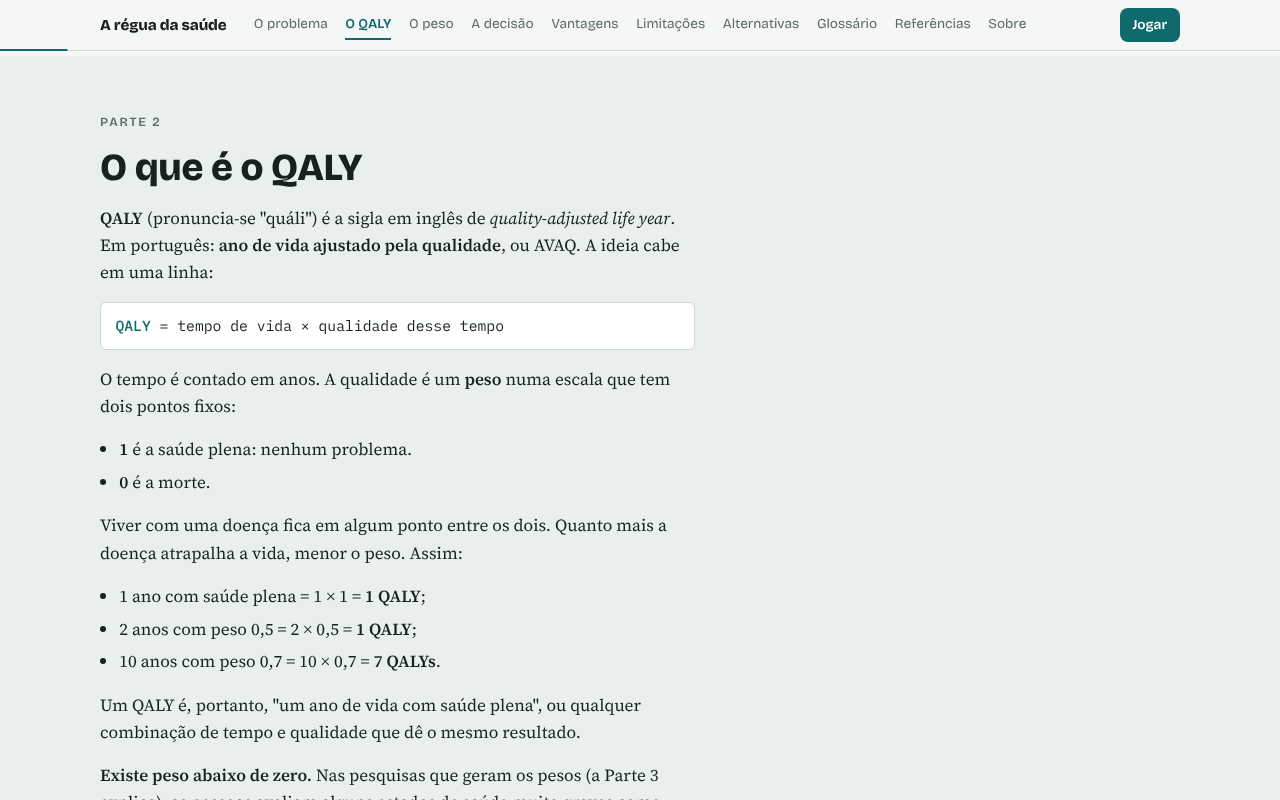 A régua da saúde
O problema
O QALY
O peso
A decisão
Vantagens
Limitações
Alternativas
Glossário
Referências
Sobre
Jogar
PARTE 2
O que é o QALY
QALY (pronuncia-se "quáli") é a sigla em inglês de quality-adjusted life year.
Em português: ano de vida ajustado pela qualidade, ou AVAQ. A ideia cabe
em uma linha:
QALY = tempo de vida × qualidade desse tempo
O tempo é contado em anos. A qualidade é um peso numa escala que tem
dois pontos fixos:
1 é a saúde plena: nenhum problema.
0 é a morte.
Viver com uma doença fica em algum ponto entre os dois. Quanto mais a
doença atrapalha a vida, menor o peso. Assim:
1 ano com saúde plena = 1 × 1 = 1 QALY;
2 anos com peso 0,5 = 2 × 0,5 = 1 QALY;
10 anos com peso 0,7 = 10 × 0,7 = 7 QALYs.
Um QALY é, portanto, "um ano de vida com saúde plena", ou qualquer
combinação de tempo e qualidade que dê o mesmo resultado.
Existe peso abaixo de zero. Nas pesquisas que geram os pesos (a Parte 3